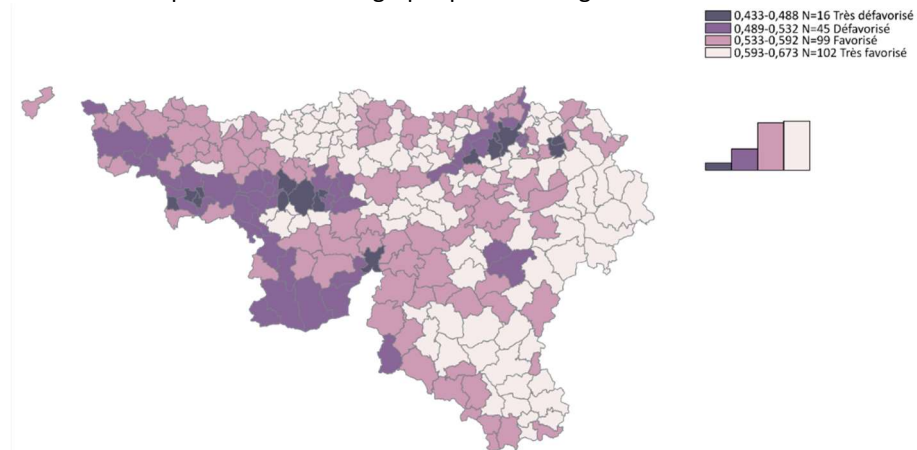 0,433-0,488 N=16 Très défavorisé
0,489-0,532 N=45 Défavorisé
0,533-0,592 N=99 Favorisé
0,593-0,673 N=102 Très favorisé